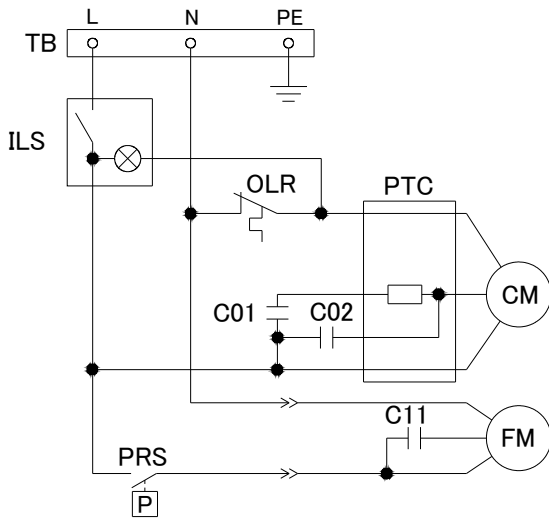 L N PE
TB
ILS
OLR PTC
C01 C02 CM
C11
FM
PRS
P